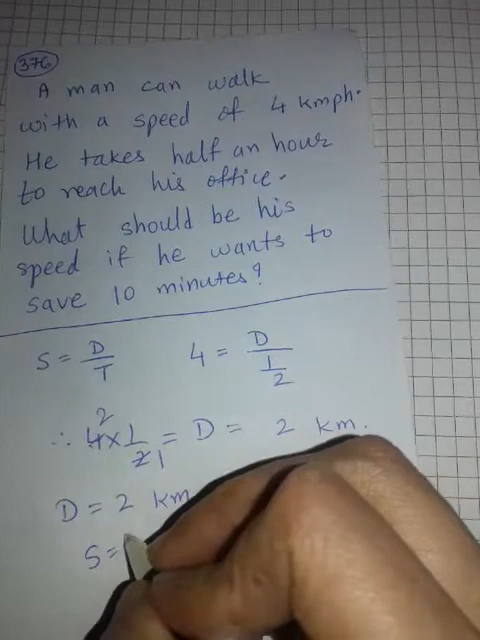 376
A man can walk
with a speed of 4 kmph.
He takes half an hour
to reach his office.
What should be his
speed if he wants to
save 10 minutes?
S = D/T 4 = D/(1/2)
∴ 4 2 × 1/2 1 = D = 2 km.
D = 2 km
S =